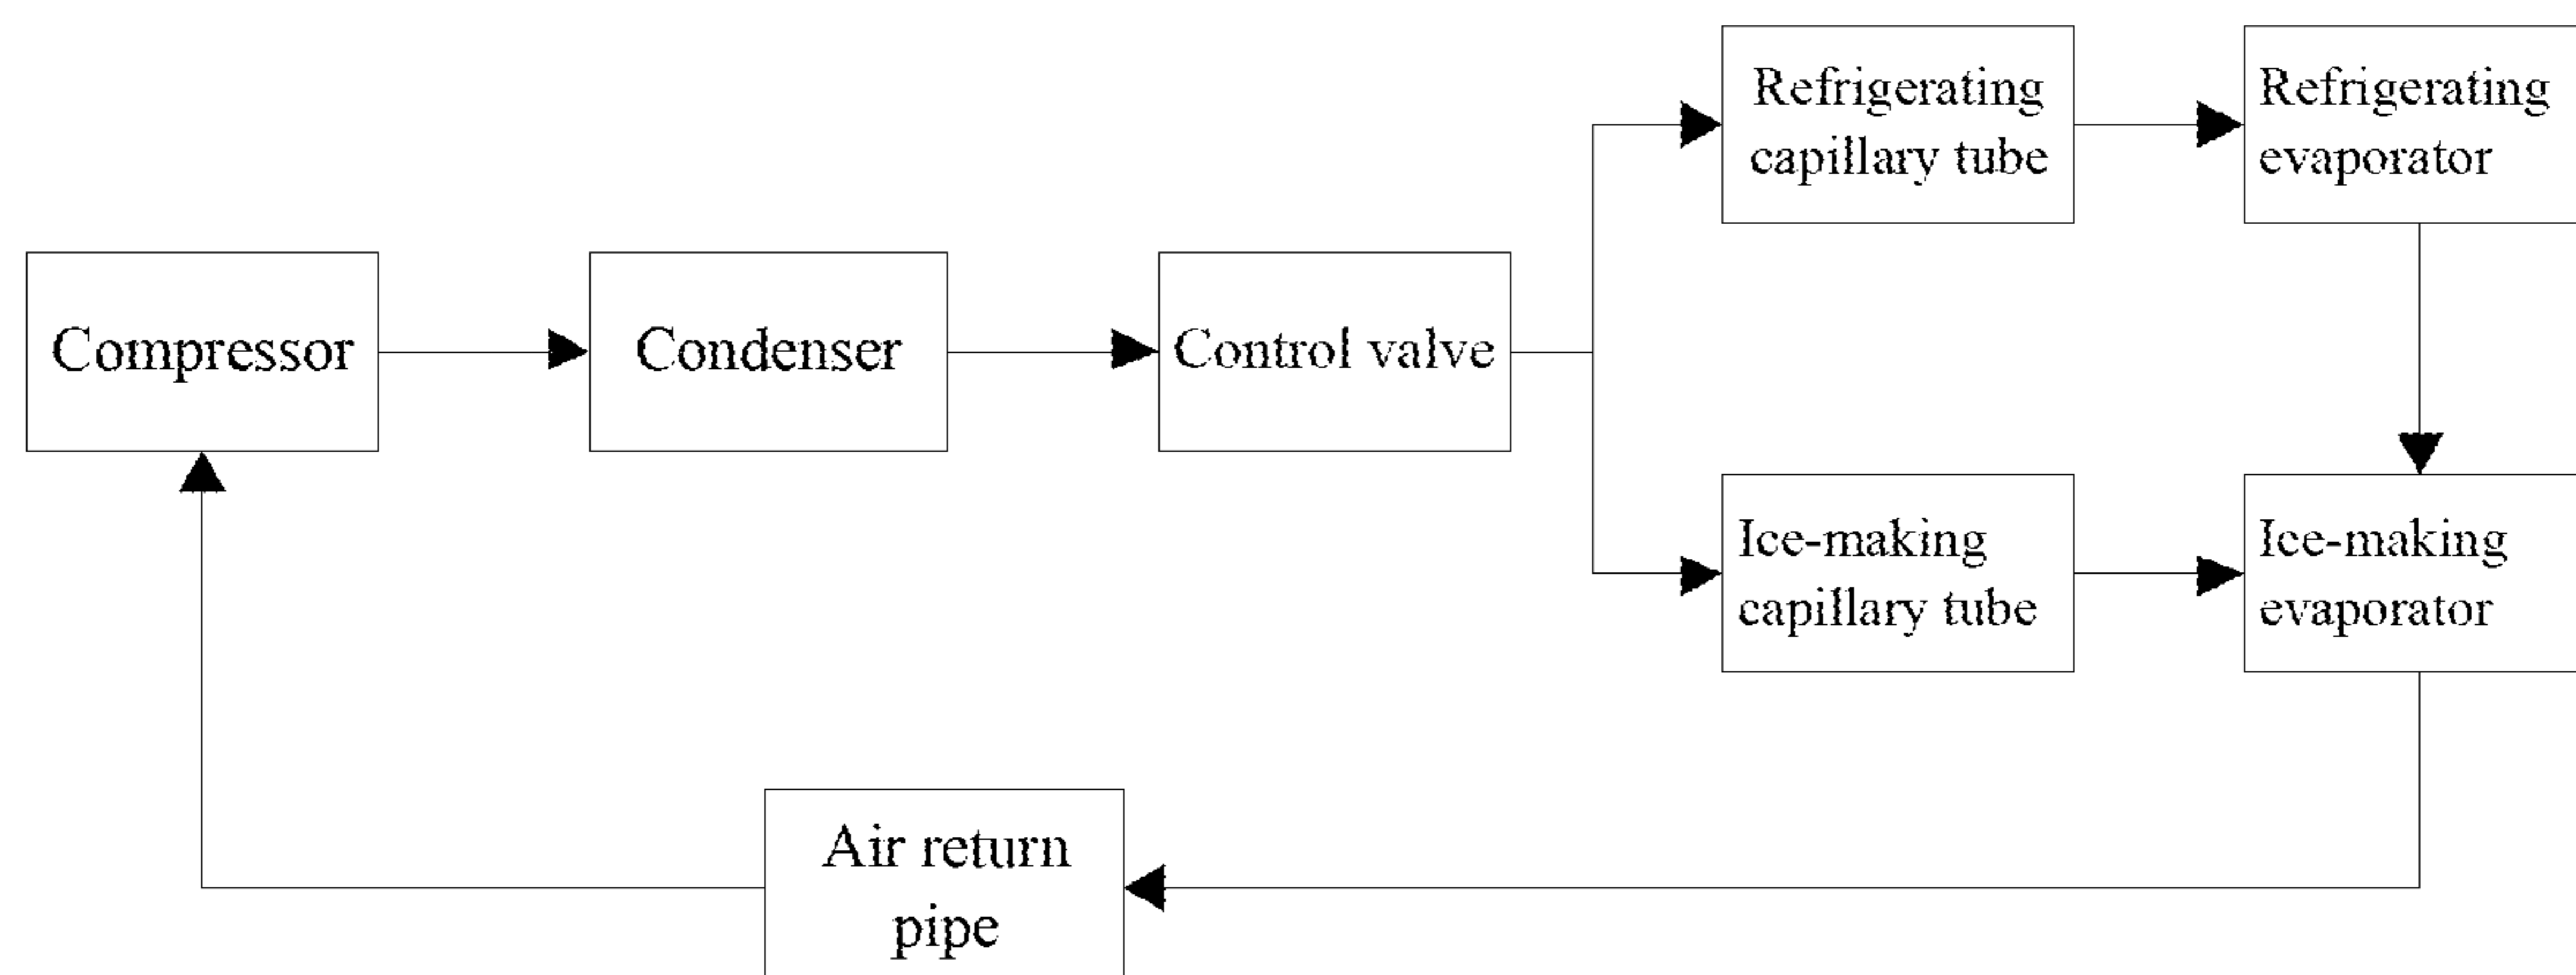 Refrigerating
capillary tube
Refrigerating
evaporator
Compressor
Condenser
Control valve
Ice-making
capillary tube
Ice-making
evaporator
Air return
pipe